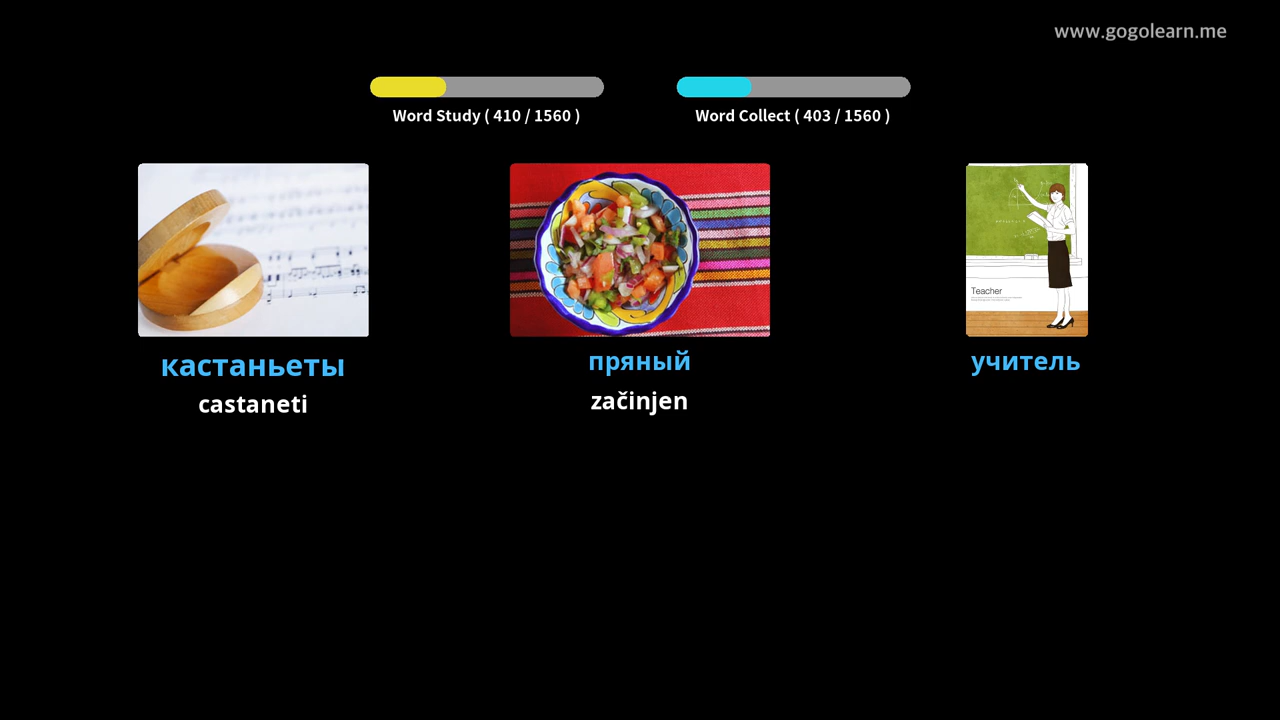 www.gogolearn.me
Word Study ( 410 / 1560 )
Word Collect ( 403 / 1560 )
Teacher
кастаньеты
пряный
учитель
castaneti
začinjen